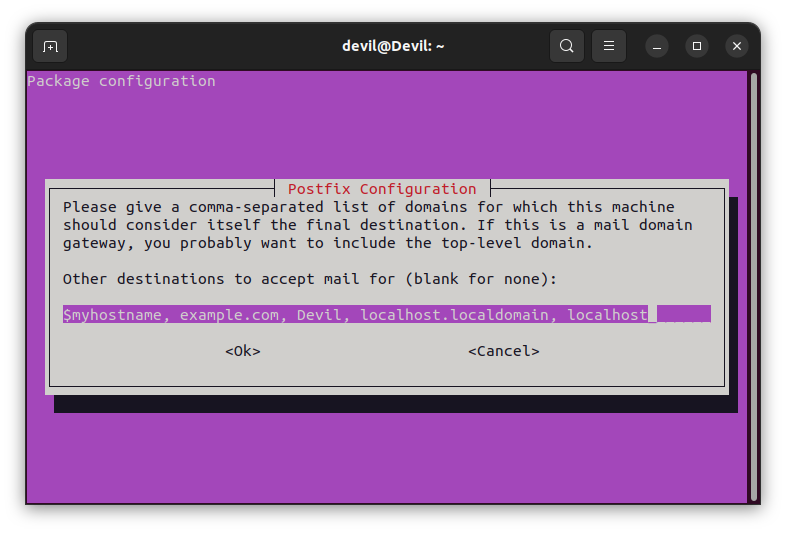 devil@Devil: ~
Package configuration
Postfix Configuration
Please give a comma-separated list of domains for which this machine
should consider itself the final destination. If this is a mail domain
gateway, you probably want to include the top-level domain.
Other destinations to accept mail for (blank for none):
$myhostname, example.com, Devil, localhost.localdomain, localhost_______
<Ok> <Cancel>